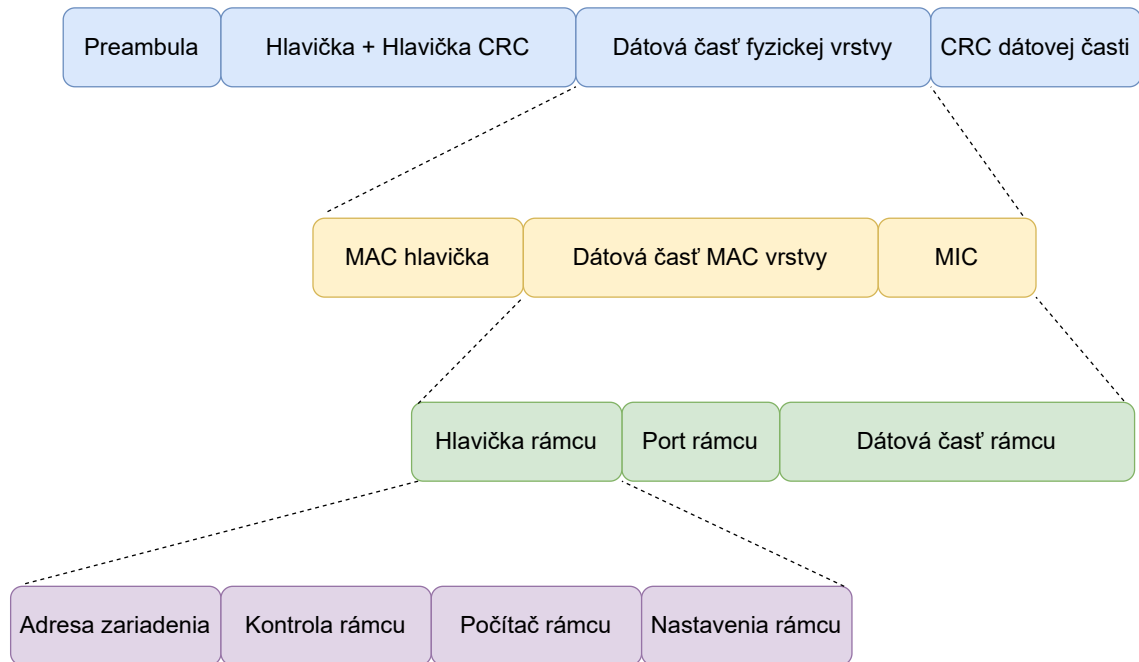 Preambula
Hlavička + Hlavička CRC
Dátová časť fyzickej vrstvy
CRC dátovej časti
MAC hlavička
Dátová časť MAC vrstvy
MIC
Hlavička rámcu
Port rámcu
Dátová časť rámcu
Adresa zariadenia
Kontrola rámcu
Počítač rámcu
Nastavenia rámcu